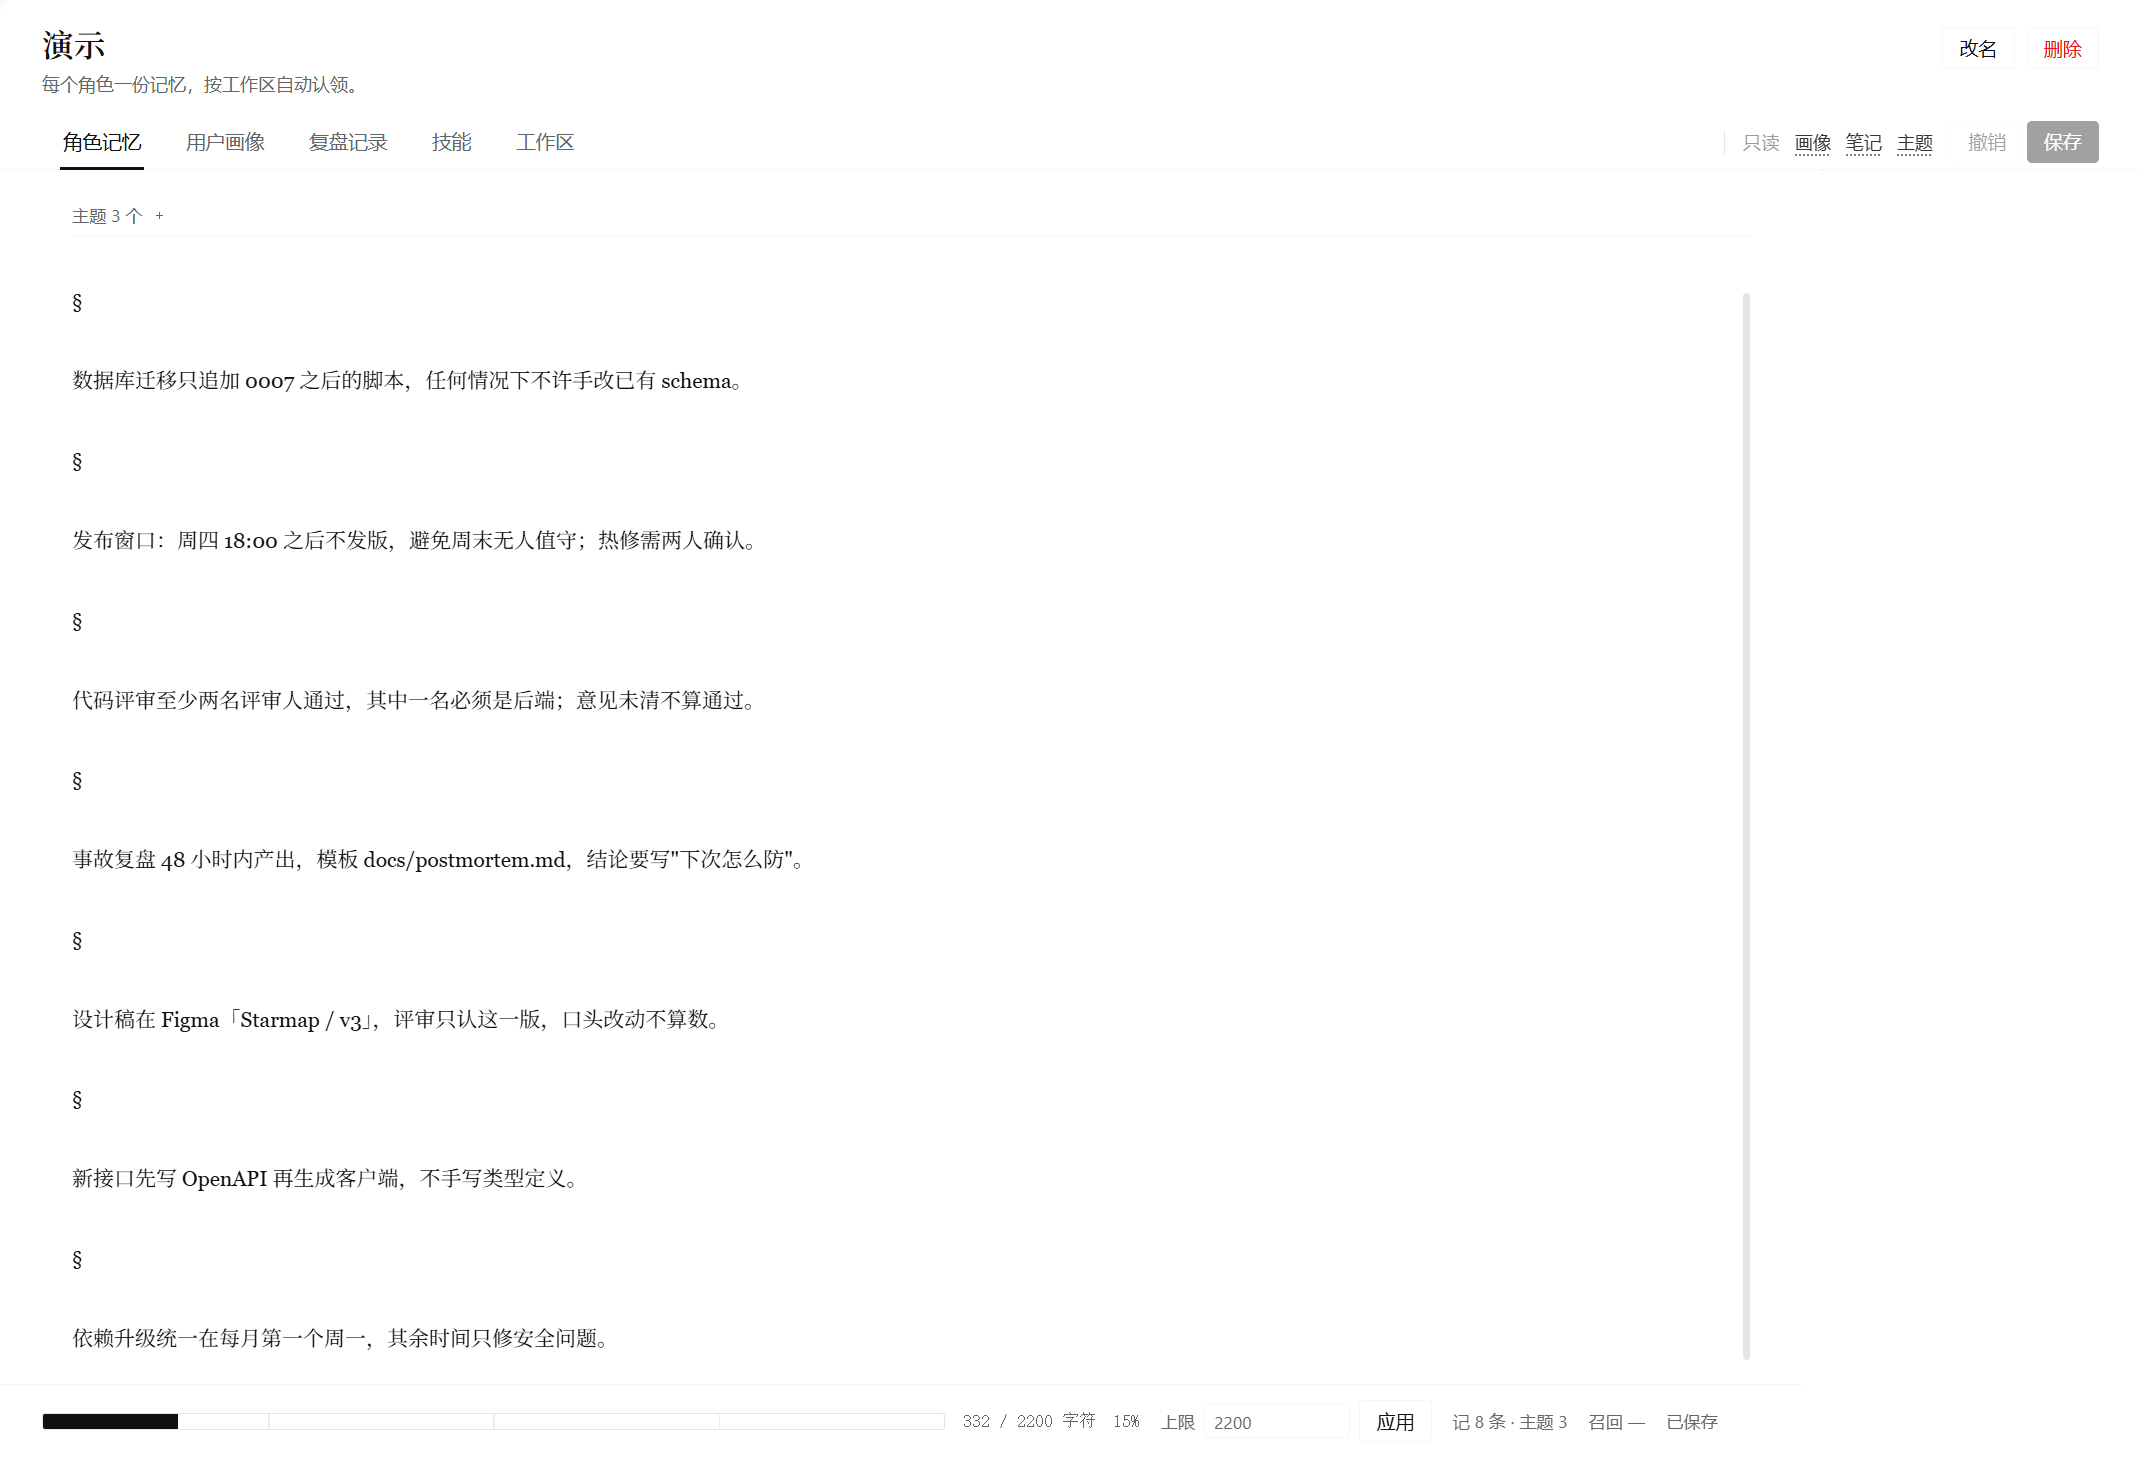 演示
改名 删除
每个角色一份记忆，按工作区自动认领。
角色记忆 用户画像 复盘记录 技能 工作区 只读 画像 笔记 主题 撤销 保存
主题 3 个 +
§
数据库迁移只追加 0007 之后的脚本，任何情况下不许手改已有 schema。
§
发布窗口：周四 18:00 之后不发版，避免周末无人值守；热修需两人确认。
§
代码评审至少两名评审人通过，其中一名必须是后端；意见未清不算通过。
§
事故复盘 48 小时内产出，模板 docs/postmortem.md，结论要写"下次怎么防"。
§
设计稿在 Figma「Starmap / v3」，评审只认这一版，口头改动不算数。
§
新接口先写 OpenAPI 再生成客户端，不手写类型定义。
§
依赖升级统一在每月第一个周一，其余时间只修安全问题。
332 / 2200 字符 15% 上限 2200 应用 记 8 条 · 主题 3 召回 — 已保存